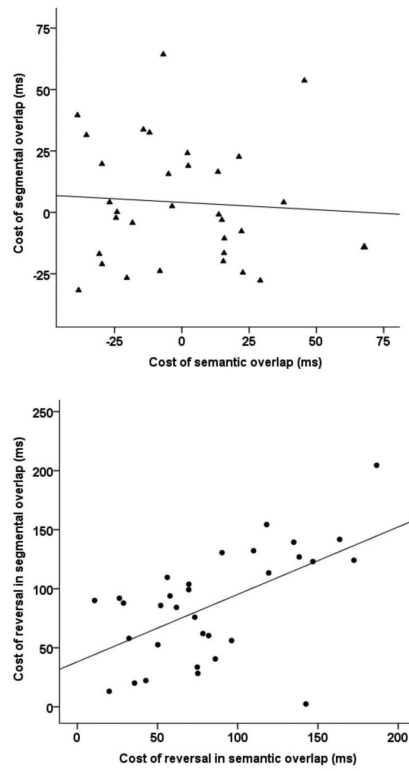 75
50
25
0
-25
Cost of segmental overlap (ms)
-25 0 25 50 75
Cost of semantic overlap (ms)
250
200
150
100
50
0
Cost of reversal in segmental overlap (ms)
0 50 100 150 200
Cost of reversal in semantic overlap (ms)